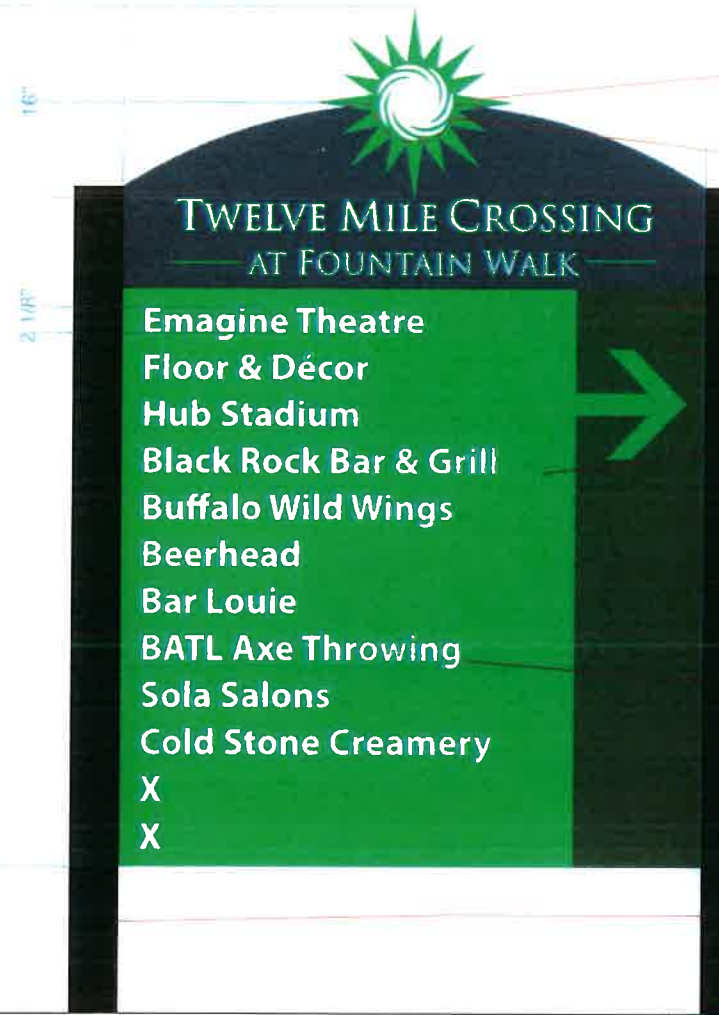 16"
TWELVE MILE CROSSING
AT FOUNTAIN WALK
2 1/8"
Emagine Theatre
Floor & Décor
Hub Stadium
Black Rock Bar & Grill
Buffalo Wild Wings
Beerhead
Bar Louie
BATL Axe Throwing
Sola Salons
Cold Stone Creamery
X
X